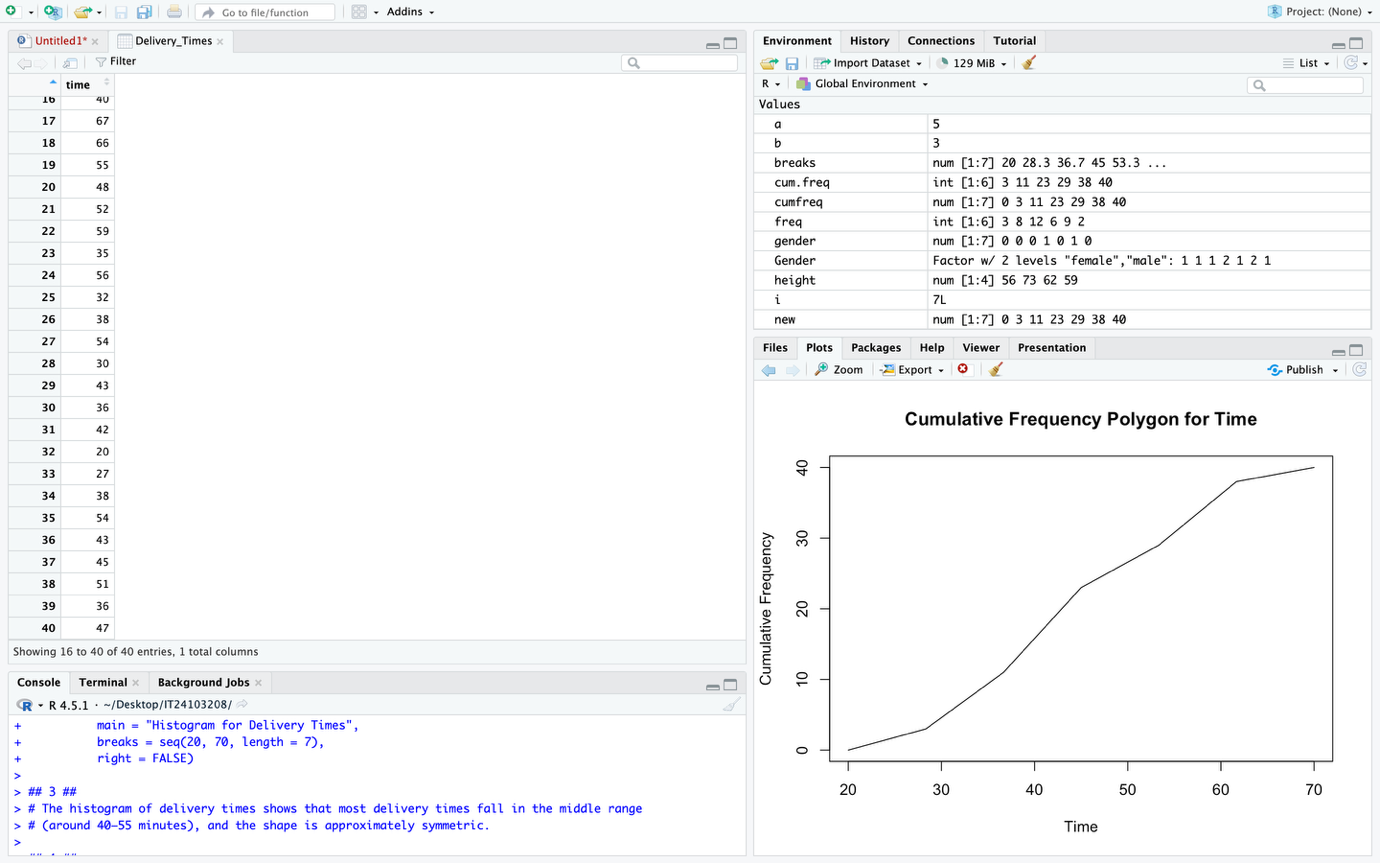 Go to file/function
Addins
Project: (None)
Untitled1*
Delivery_Times
Filter
time
16 40
17 67
18 66
19 55
20 48
21 52
22 59
23 35
24 56
25 32
26 38
27 54
28 30
29 43
30 36
31 42
32 20
33 27
34 38
35 54
36 43
37 45
38 51
39 36
40 47
Showing 16 to 40 of 40 entries, 1 total columns
Console Terminal Background Jobs
R 4.5.1 · ~/Desktop/IT24103208/
+ main = "Histogram for Delivery Times",
+ breaks = seq(20, 70, length = 7),
+ right = FALSE)
>
> ## 3 ##
> # The histogram of delivery times shows that most delivery times fall in the middle range
> # (around 40–55 minutes), and the shape is approximately symmetric.
>
Environment History Connections Tutorial
Import Dataset 129 MiB List
R Global Environment
Values
a 5
b 3
breaks num [1:7] 20 28.3 36.7 45 53.3 ...
cum.freq int [1:6] 3 11 23 29 38 40
cumfreq num [1:7] 0 3 11 23 29 38 40
freq int [1:6] 3 8 12 6 9 2
gender num [1:7] 0 0 0 1 0 1 0
Gender Factor w/ 2 levels "female","male": 1 1 1 2 1 2 1
height num [1:4] 56 73 62 59
i 7L
new num [1:7] 0 3 11 23 29 38 40
Files Plots Packages Help Viewer Presentation
Zoom Export Publish
Cumulative Frequency Polygon for Time
Cumulative Frequency
40
30
20
10
0
20 30 40 50 60 70
Time